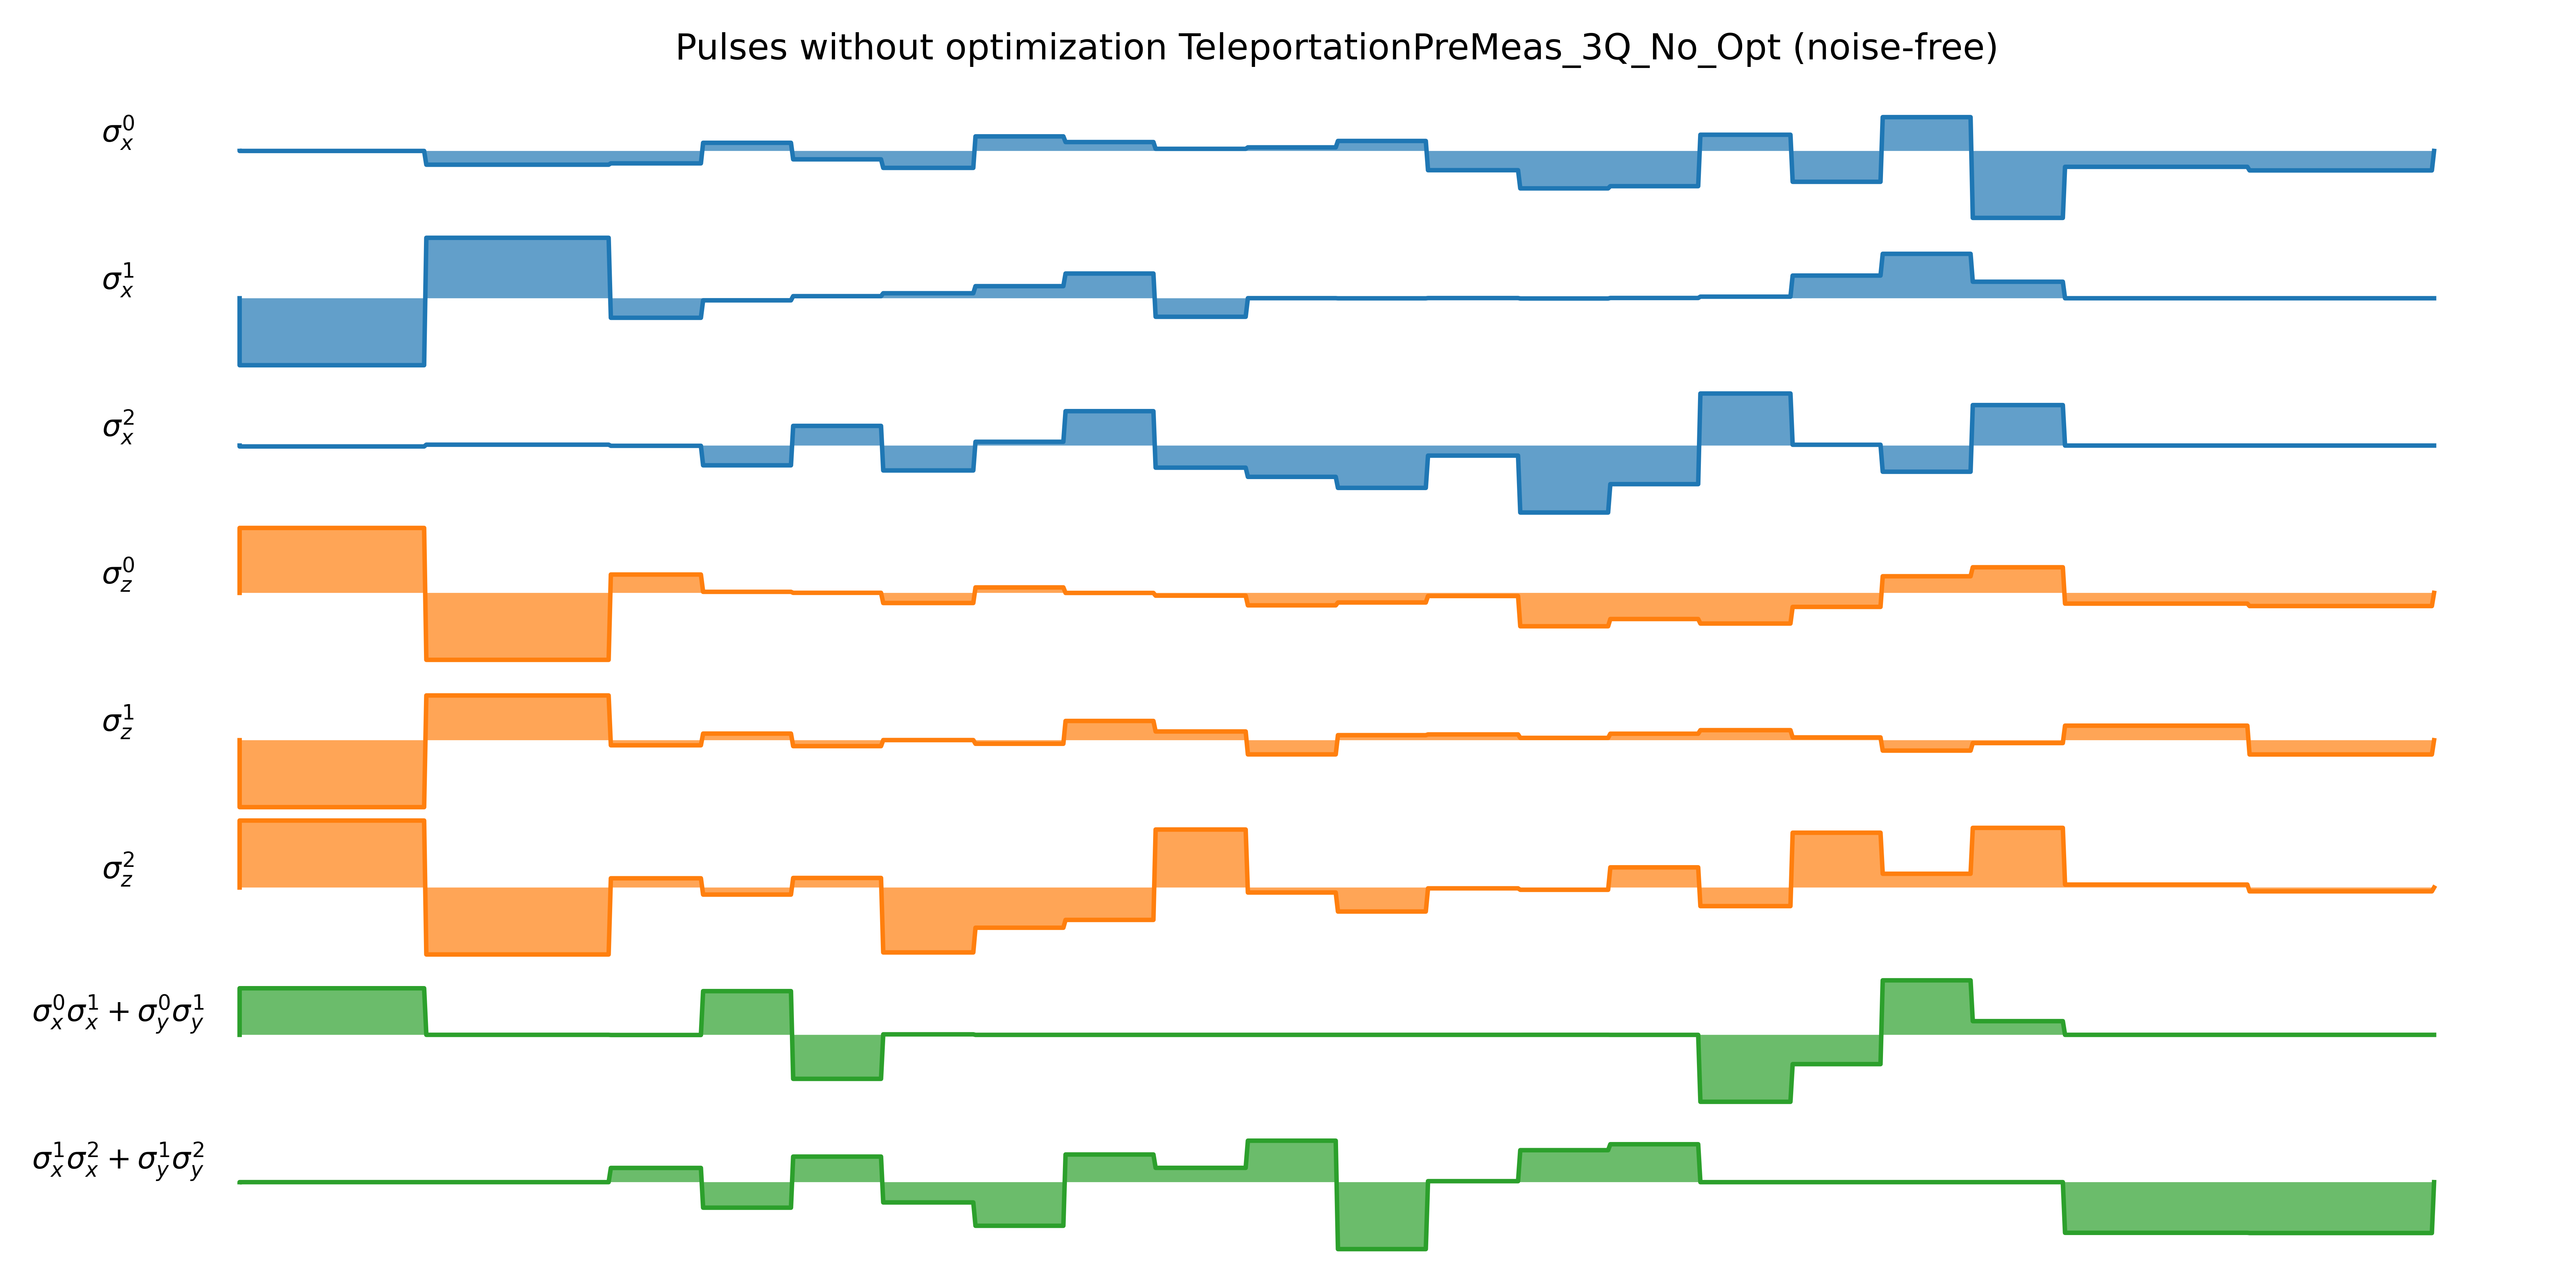 Pulses without optimization TeleportationPreMeas_3Q_No_Opt (noise-free)
σ_x^0
σ_x^1
σ_x^2
σ_z^0
σ_z^1
σ_z^2
σ_x^0σ_x^1 + σ_y^0σ_y^1
σ_x^1σ_x^2 + σ_y^1σ_y^2